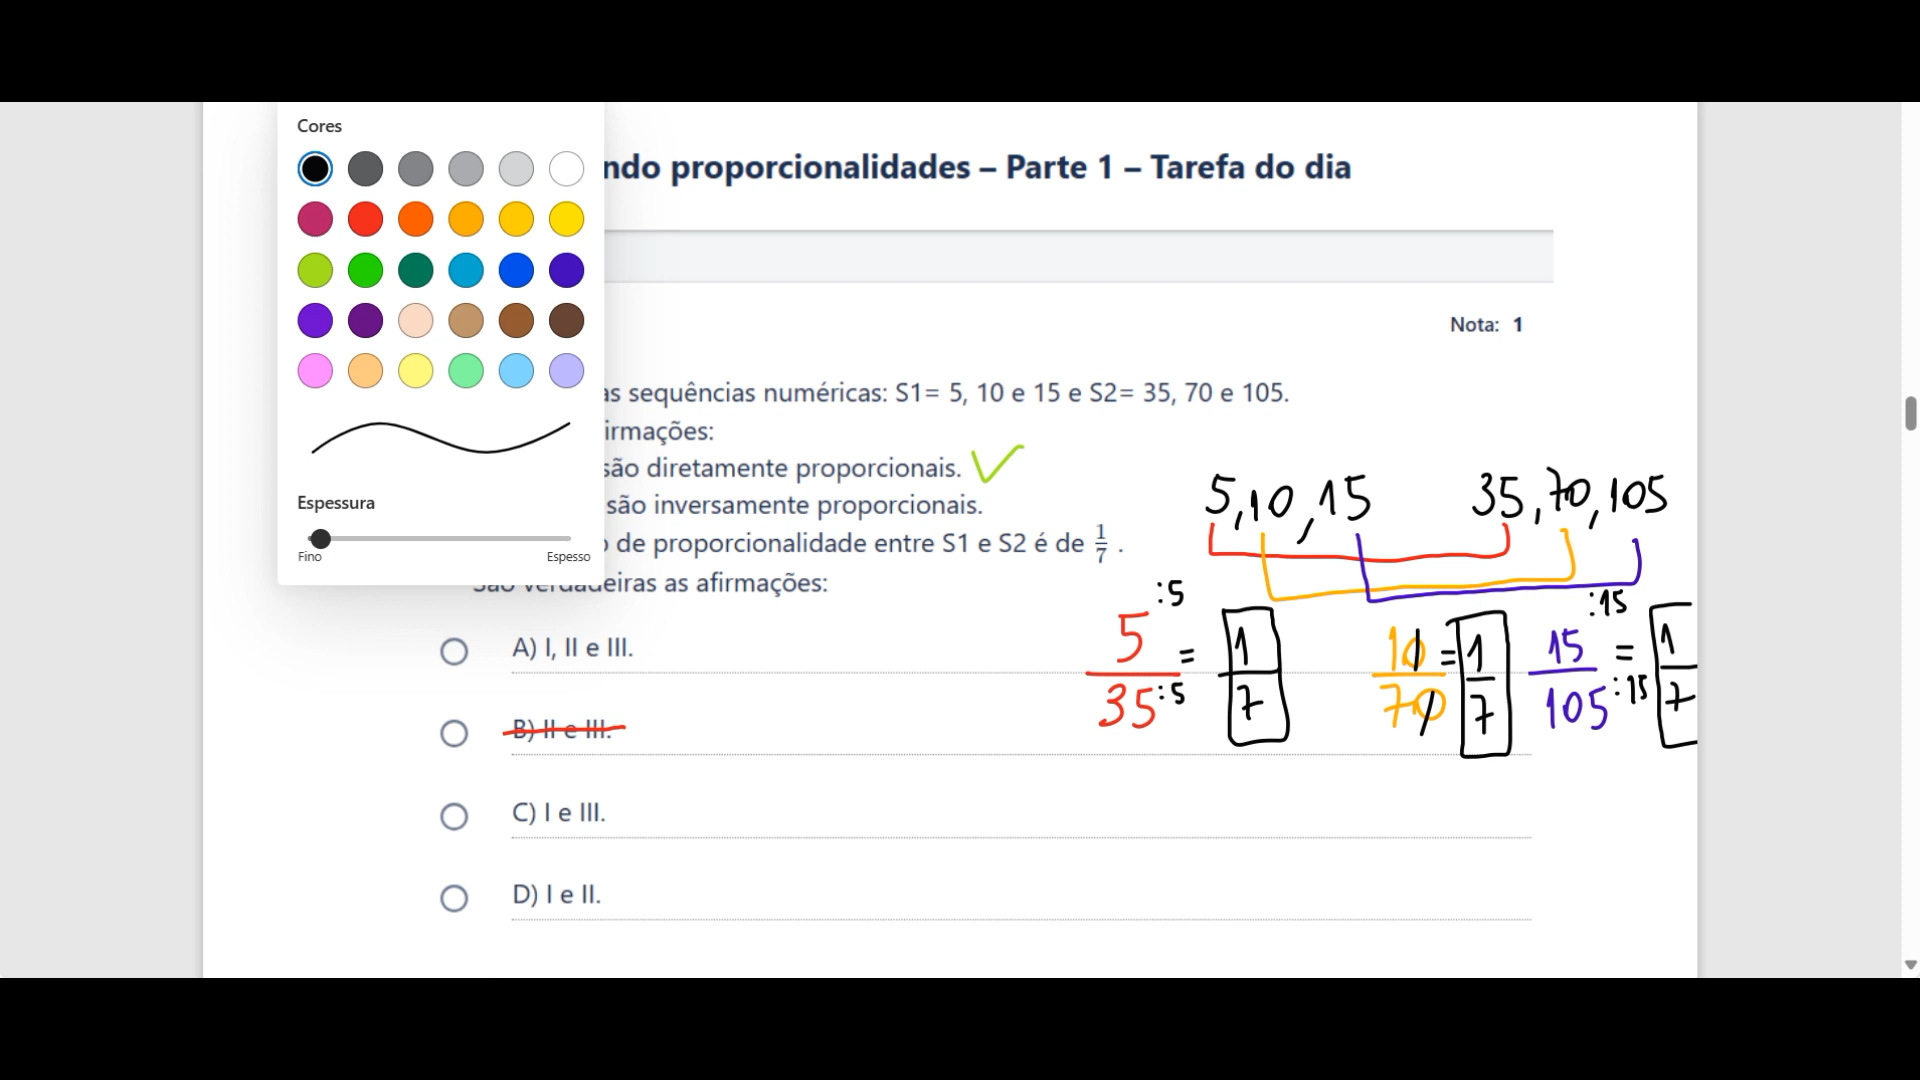 Cores
ndo proporcionalidades – Parte 1 – Tarefa do dia
Nota: 1
as sequências numéricas: S1= 5, 10 e 15 e S2= 35, 70 e 105.
irmações:
são diretamente proporcionais.
são inversamente proporcionais.
de proporcionalidade entre S1 e S2 é de 1/7 .
Espessura
Fino Espesso
verdadeiras as afirmações:
5,10,15 35,70,105
5 :5 / 35 :5 = 1/7
10/70 = 1/7
15 :15 / 105 :15 = 1/7
A) I, II e III.
B) II e III.
C) I e III.
D) I e II.